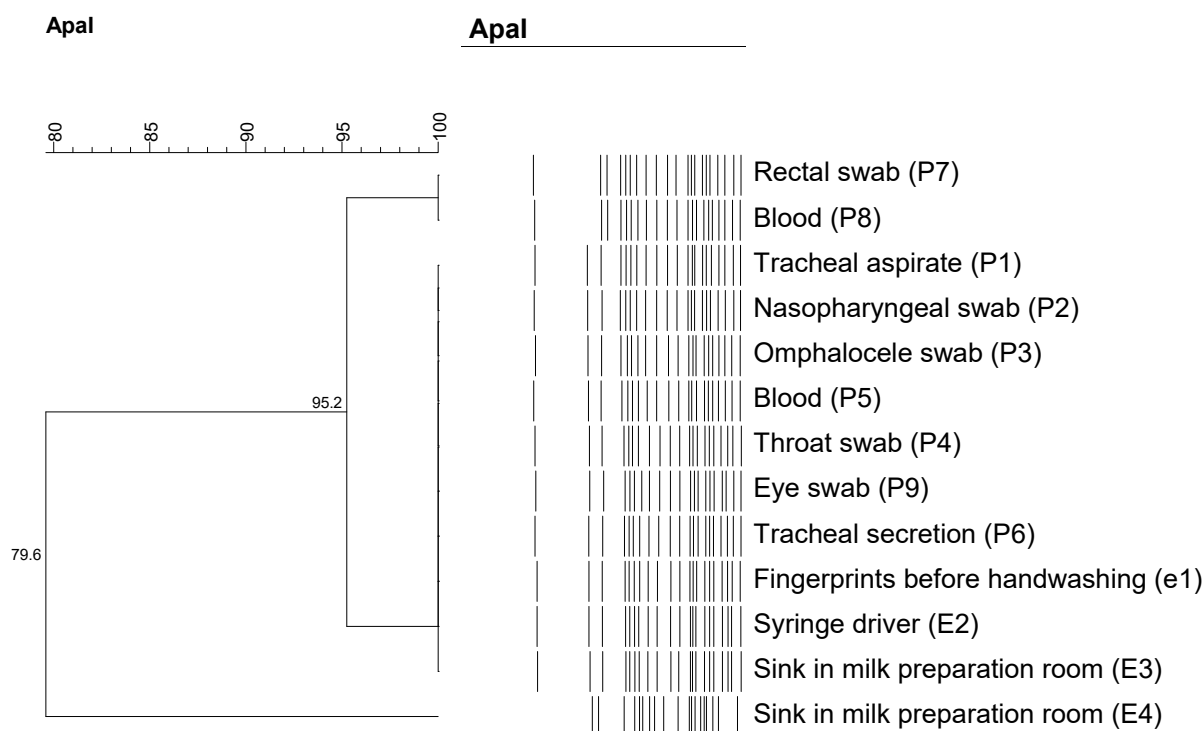 Apal
Apal
80 85 90 95 100
Rectal swab (P7)
Blood (P8)
Tracheal aspirate (P1)
Nasopharyngeal swab (P2)
Omphalocele swab (P3)
Blood (P5)
95.2
Throat swab (P4)
Eye swab (P9)
Tracheal secretion (P6)
79.6
Fingerprints before handwashing (e1)
Syringe driver (E2)
Sink in milk preparation room (E3)
Sink in milk preparation room (E4)